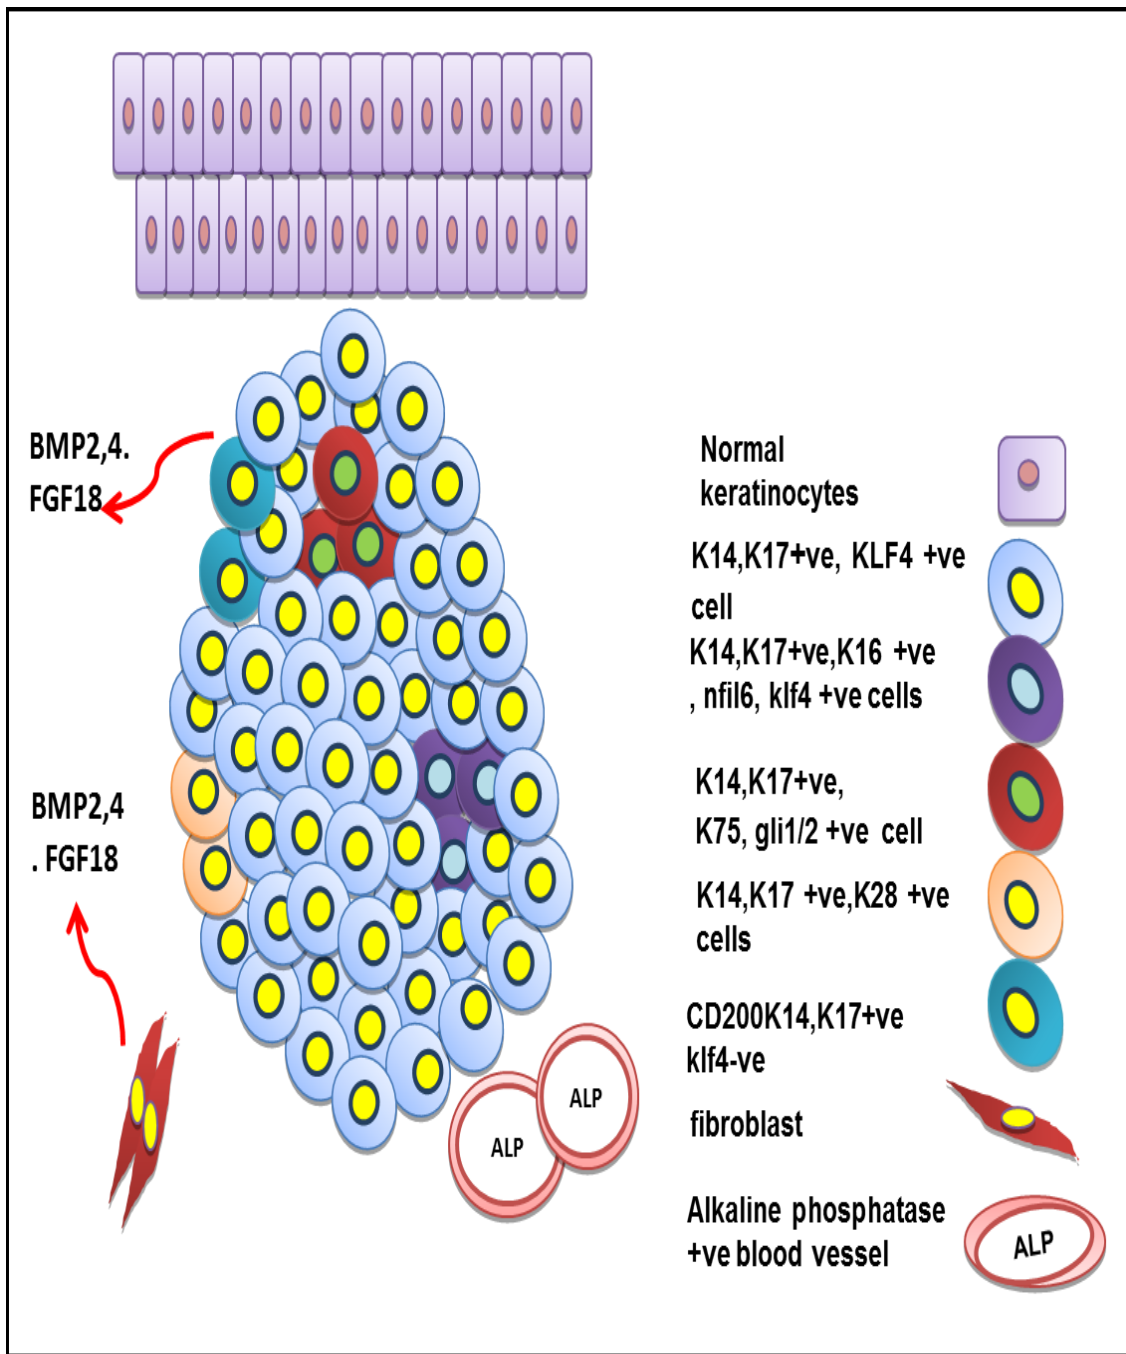 BMP2,4.
FGF18
BMP2,4
. FGF18
ALP
ALP
Normal
keratinocytes
K14,K17+ve, KLF4 +ve
cell
K14,K17+ve,K16 +ve
, nfil6, klf4 +ve cells
K14,K17+ve,
K75, gli1/2 +ve cell
K14,K17 +ve,K28 +ve
cells
CD200K14,K17+ve
klf4-ve
fibroblast
Alkaline phosphatase
+ve blood vessel
ALP